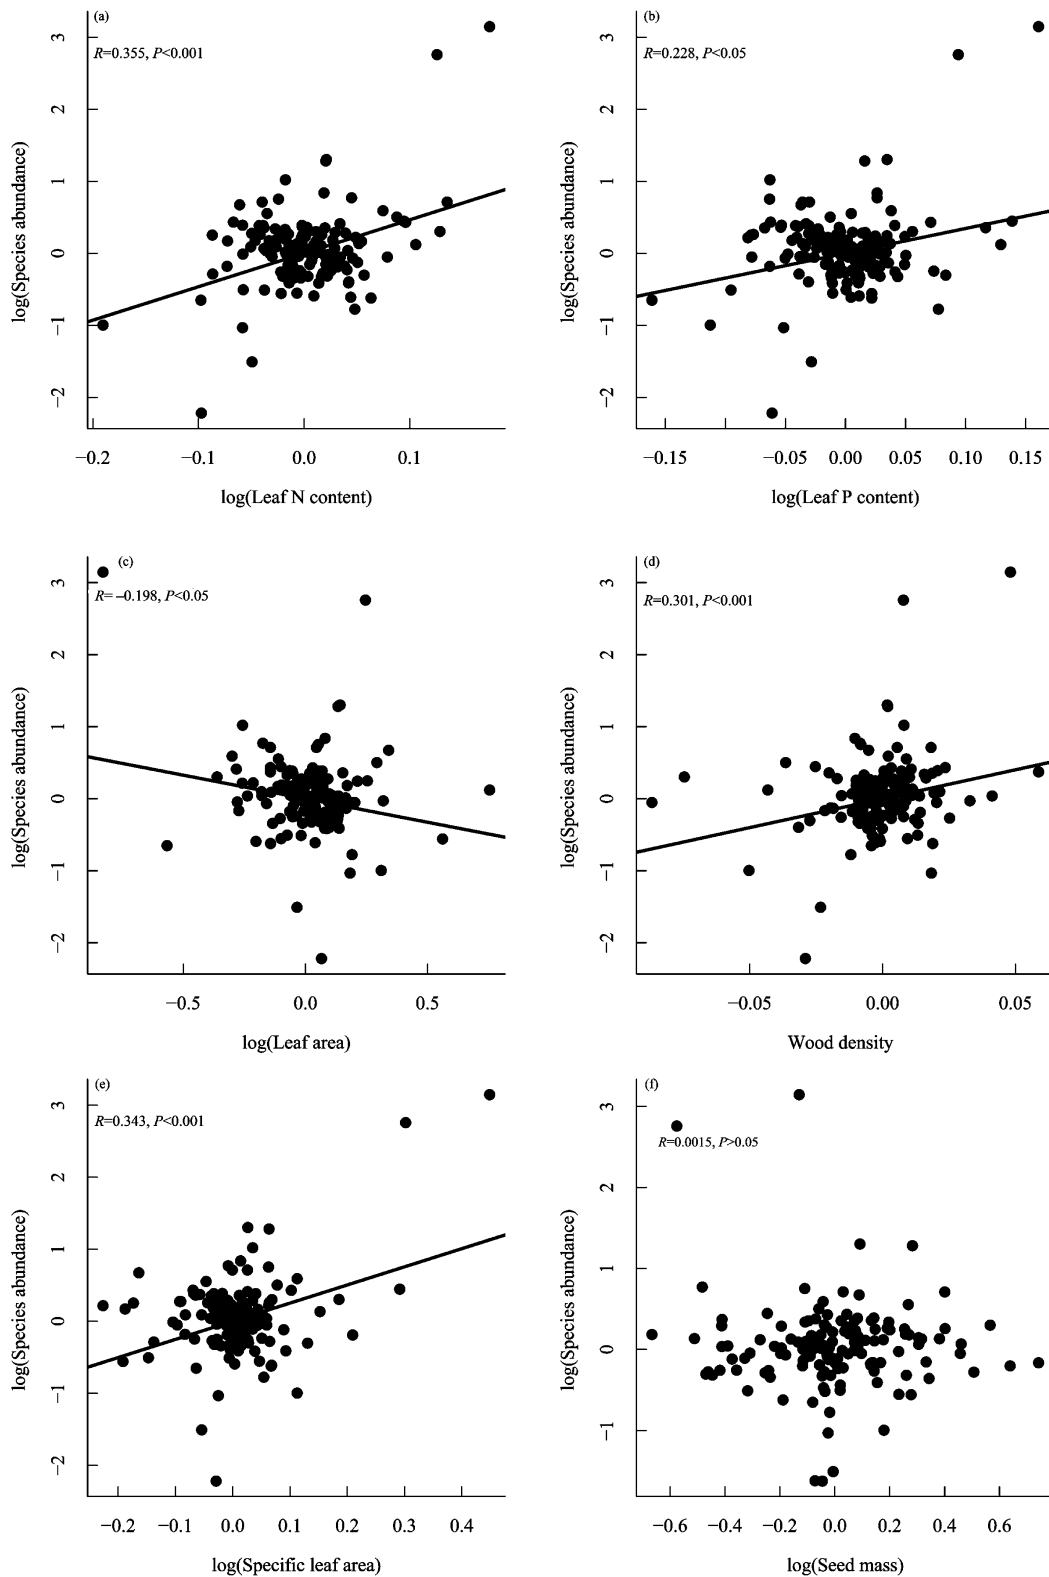 (a)
R=0.355, P<0.001
3
2
1
0
−1
−2
log(Species abundance)
−0.2 −0.1 0.0 0.1
log(Leaf N content)
(b)
R=0.228, P<0.05
3
2
1
0
−1
−2
log(Species abundance)
−0.15 −0.05 0.00 0.05 0.10 0.15
log(Leaf P content)
(c)
R= −0.198, P<0.05
3
2
1
0
−1
−2
log(Species abundance)
−0.5 0.0 0.5
log(Leaf area)
(d)
R=0.301, P<0.001
3
2
1
0
−1
−2
log(Species abundance)
−0.05 0.00 0.05
Wood density
(e)
R=0.343, P<0.001
3
2
1
0
−1
−2
log(Species abundance)
−0.2 −0.1 0.0 0.1 0.2 0.3 0.4
log(Specific leaf area)
(f)
R=0.0015, P>0.05
3
2
1
0
−1
log(Species abundance)
−0.6 −0.4 −0.2 0.0 0.2 0.4 0.6
log(Seed mass)